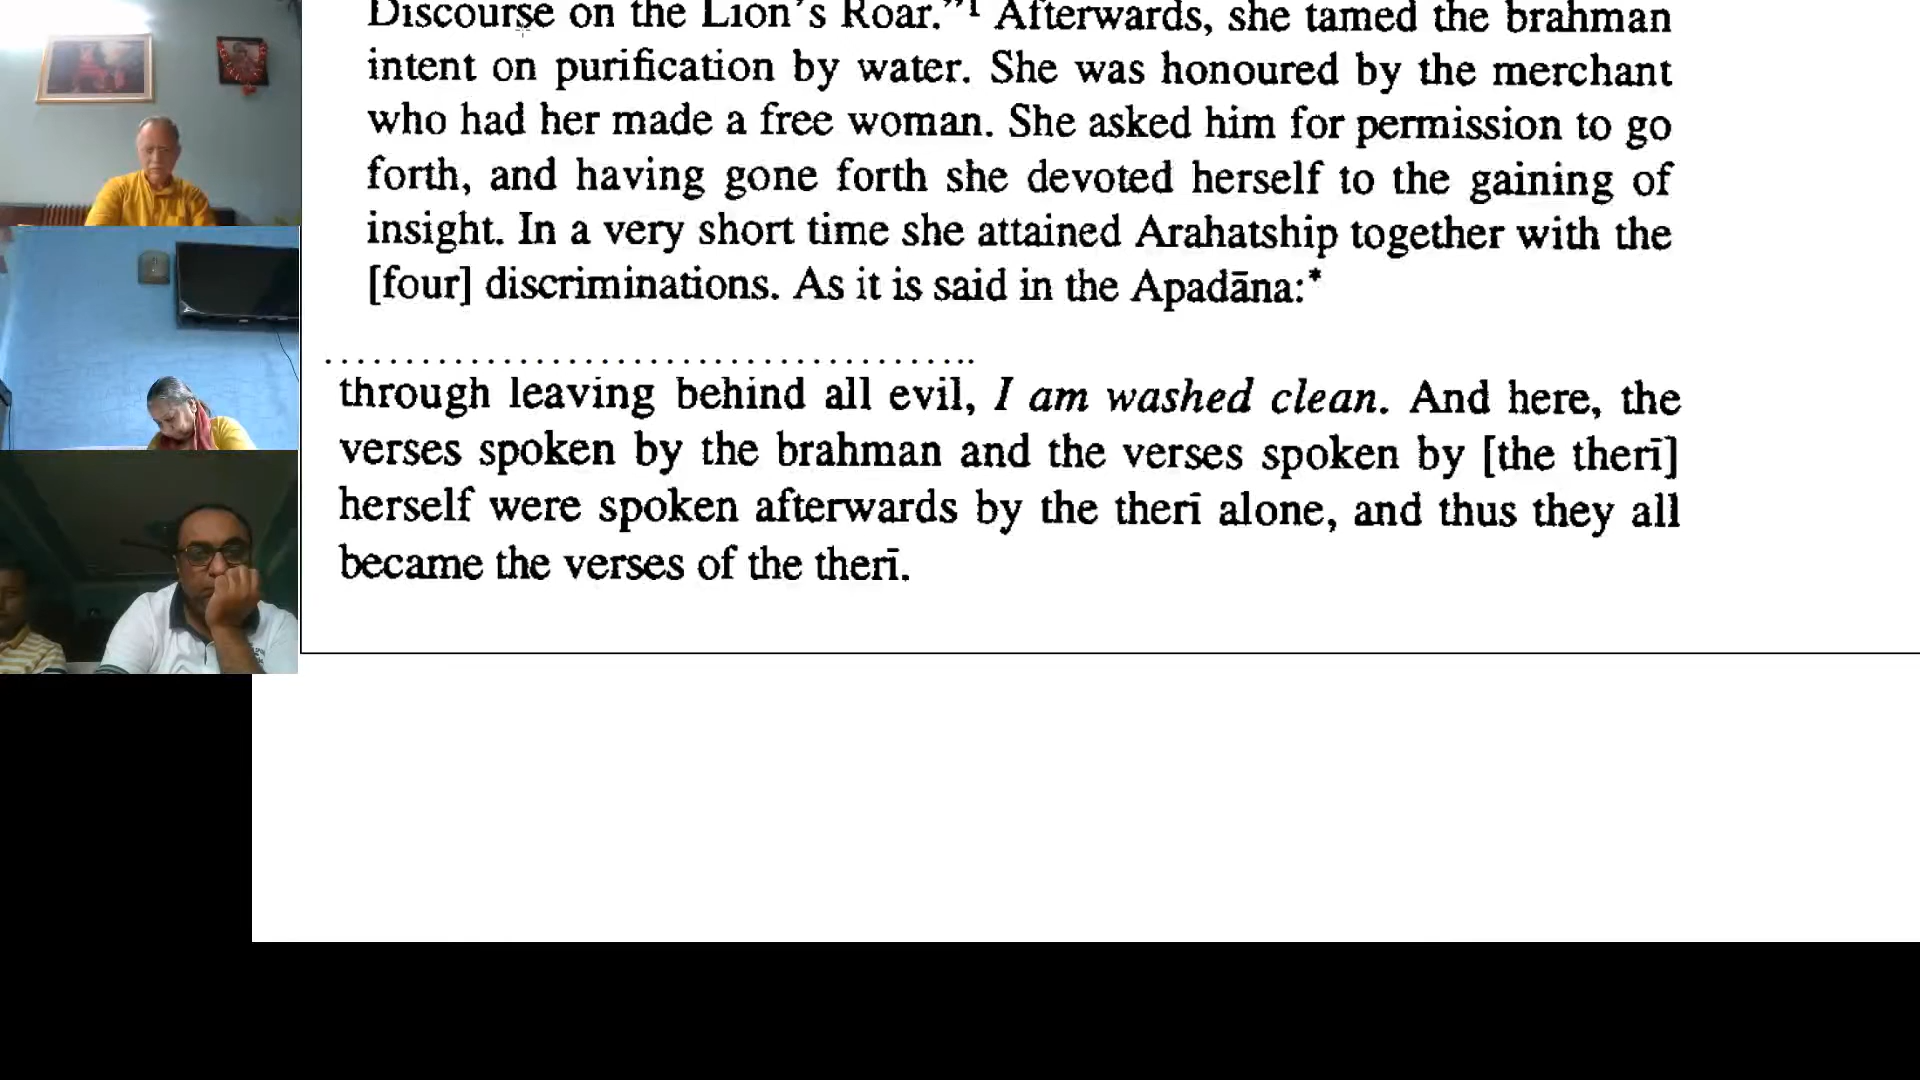 Discourse on the Lion's Roar."1 Afterwards, she tamed the brahman
intent on purification by water. She was honoured by the merchant
who had her made a free woman. She asked him for permission to go
forth, and having gone forth she devoted herself to the gaining of
insight. In a very short time she attained Arahatship together with the
[four] discriminations. As it is said in the Apadāna:*
..........................................
through leaving behind all evil, I am washed clean. And here, the
verses spoken by the brahman and the verses spoken by [the therī]
herself were spoken afterwards by the therī alone, and thus they all
became the verses of the therī.